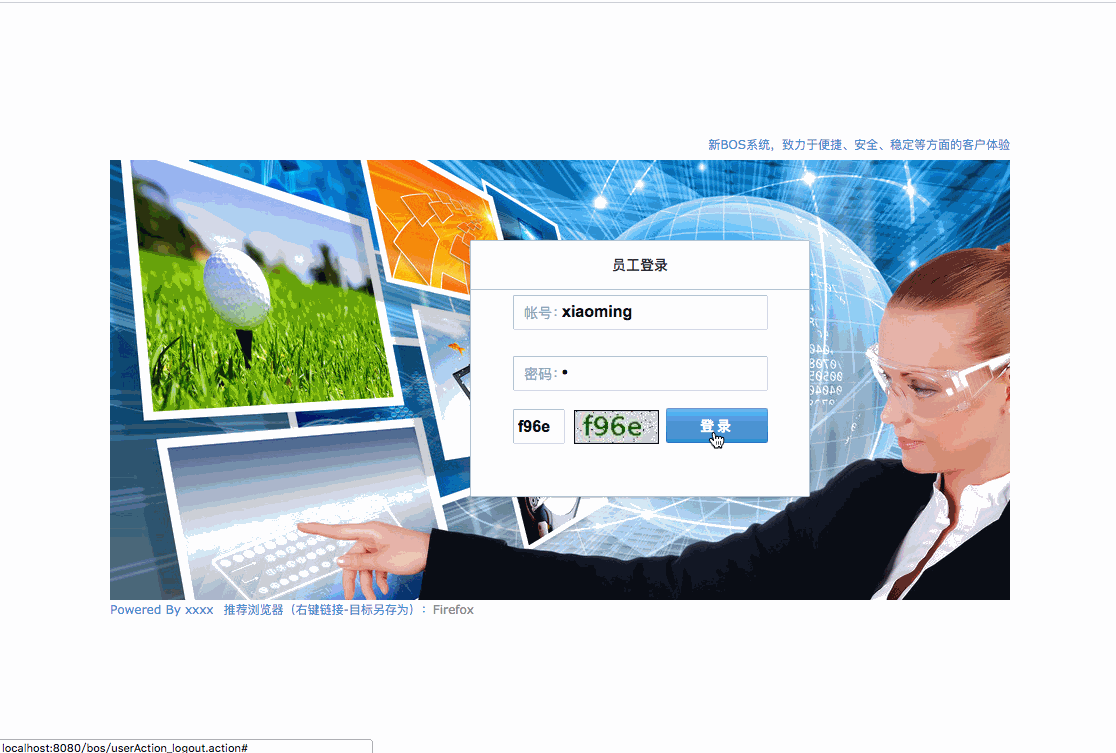 新BOS系统，致力于便捷、安全、稳定等方面的客户体验
员工登录
帐号: xiaoming
密码: •
f96e f96e 登 录
Powered By xxxx 推荐浏览器（右键链接-目标另存为）：Firefox
localhost:8080/bos/userAction_logout.action#